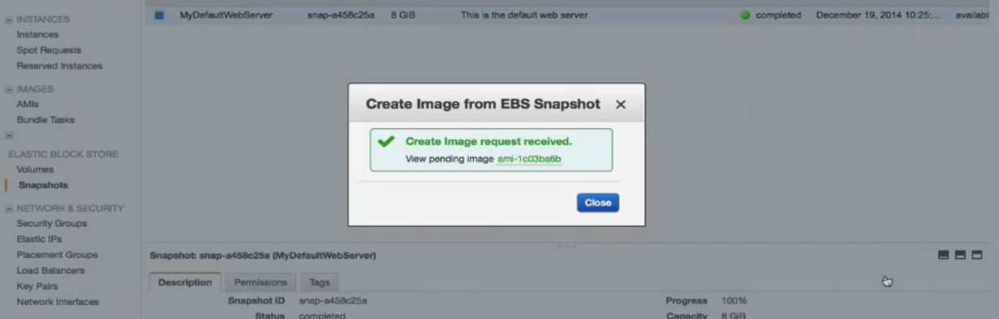 MyDefaultWebServer snap-a458c25a 8 GiB This is the default web server completed December 19, 2014 10:25:... availabl
INSTANCES
Instances
Spot Requests
Reserved Instances
IMAGES
AMIs
Bundle Tasks
ELASTIC BLOCK STORE
Volumes
Snapshots
NETWORK & SECURITY
Security Groups
Elastic IPs
Placement Groups
Load Balancers
Key Pairs
Network Interfaces
Create Image from EBS Snapshot
Create Image request received.
View pending image ami-1c03ba6b
Close
Snapshot: snap-a458c25a (MyDefaultWebServer)
Description Permissions Tags
Snapshot ID snap-a458c25a Progress 100%
Status completed Capacity 8 GiB